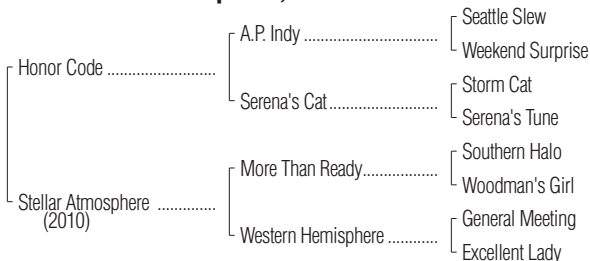 Seattle Slew
A.P. Indy ................................
Weekend Surprise
Honor Code ..........................
Storm Cat
Serena's Cat..........................
Serena's Tune
Southern Halo
More Than Ready..................
Woodman's Girl
Stellar Atmosphere ..............
(2010)
General Meeting
Western Hemisphere ............
Excellent Lady